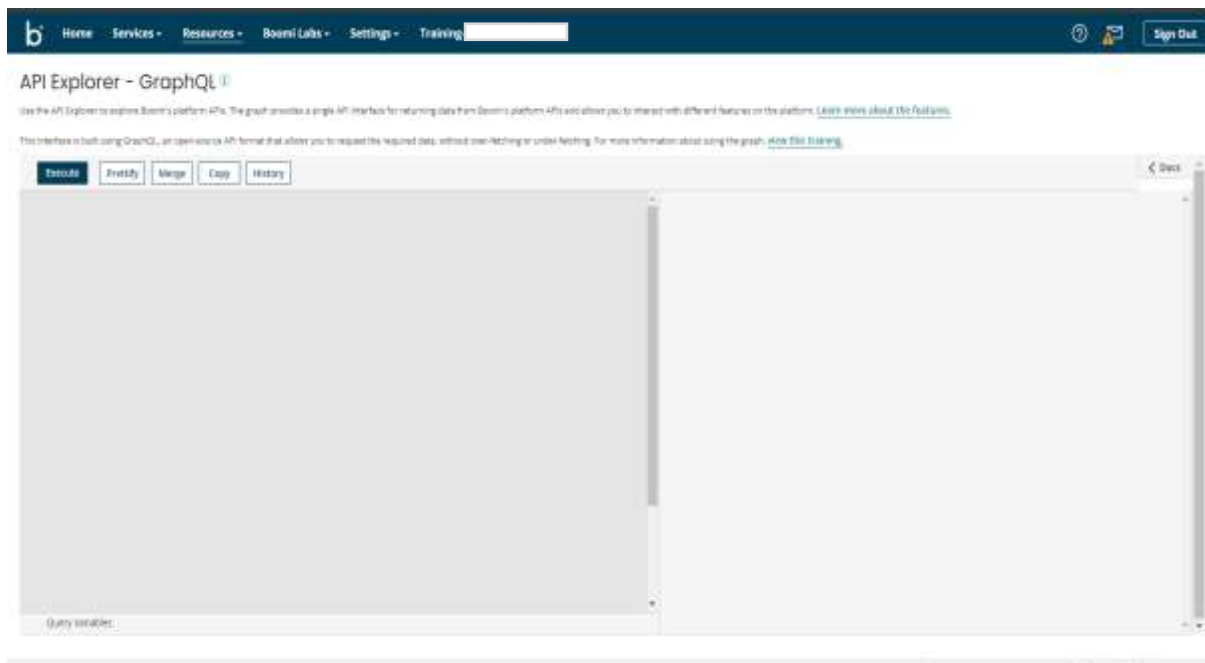 b Home Services Resources Boomi Labs Settings Training Sign Out
API Explorer - GraphQL
Use the API Explorer to explore Boomi's platform APIs. The graph provides a single API interface for returning data from Boomi's platform APIs and allows you to interact with different features on the platform. Learn more about the features.
This interface is built using GraphQL, an open-source API format that allows you to request the required data, without over-fetching or under-fetching. For more information about using the graph, view this training.
Execute Prettify Merge Copy History < Docs
Query variables